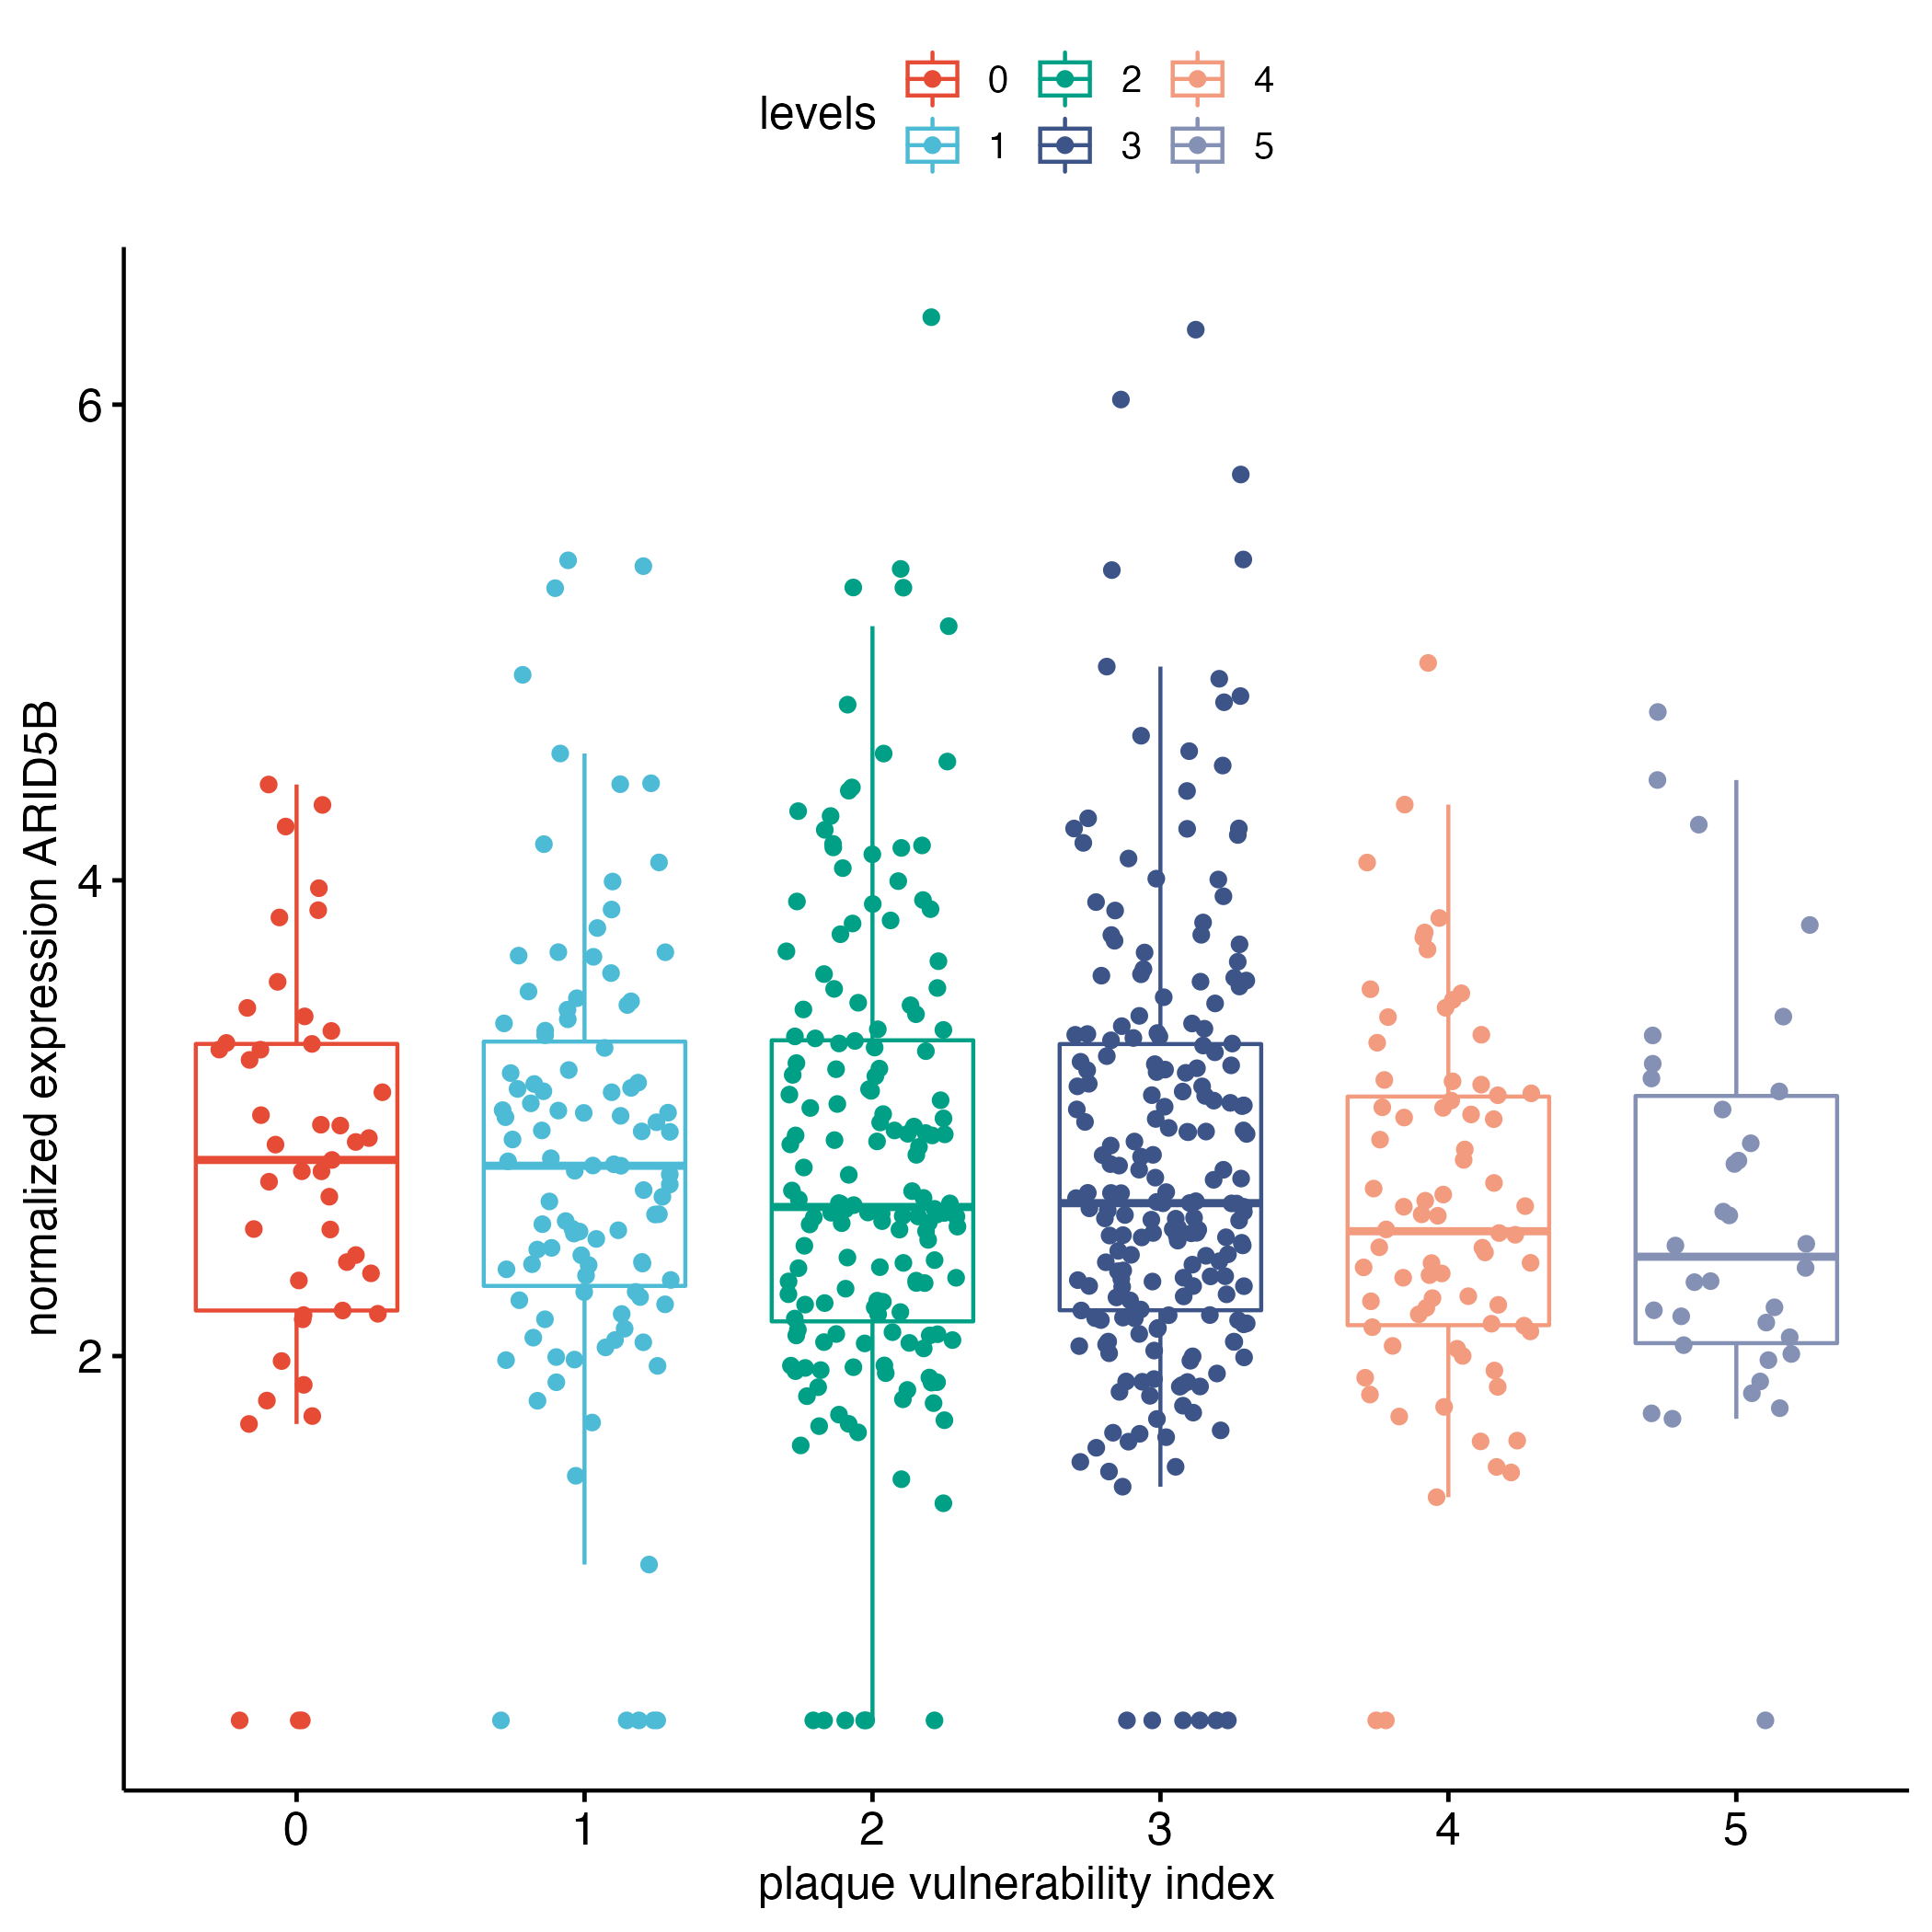 levels
0 2 4
1 3 5
normalized expression ARID5B
6
4
2
0 1 2 3 4 5
plaque vulnerability index